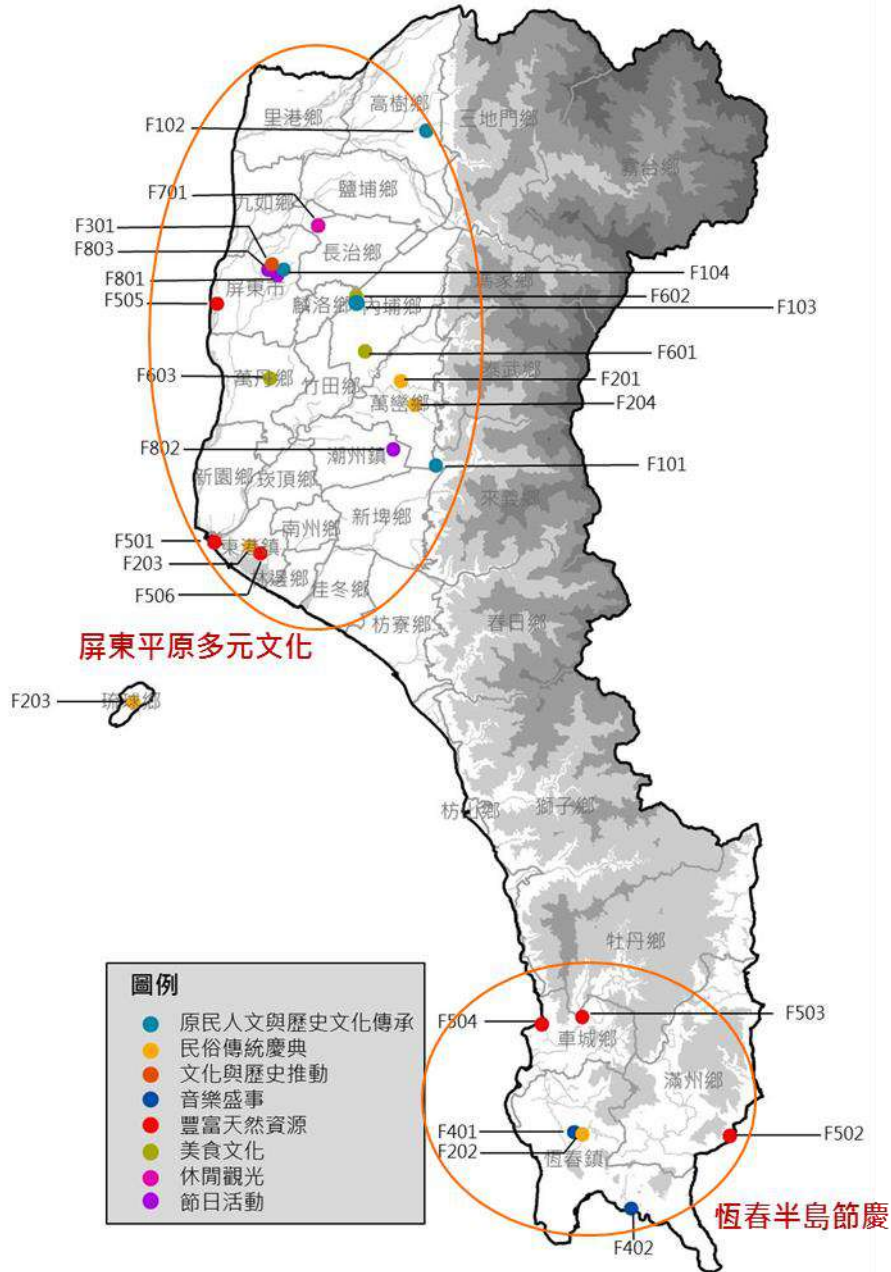 高樹鄉
里港鄉
三地門鄉
F102
霧台鄉
F701
鹽埔鄉
九如鄉
F301
長治鄉
F803
F104
F801
屏東市
瑪家鄉
F602
F505
麟洛鄉
內埔鄉
F103
F601
泰武鄉
F603
萬丹鄉
竹田鄉
F201
萬巒鄉
F204
F802
潮州鎮
F101
新園鄉
崁頂鄉
來義鄉
新埤鄉
南州鄉
F501
東港鎮
F203
林邊鄉
佳冬鄉
F506
枋寮鄉
春日鄉
屏東平原多元文化
F203
琉球鄉
枋山鄉
獅子鄉
牡丹鄉
圖例
原民人文與歷史文化傳承
民俗傳統慶典
文化與歷史推動
音樂盛事
豐富天然資源
美食文化
休閒觀光
節日活動
F503
F504
車城鄉
滿州鄉
F401
F502
F202
恆春鎮
恆春半島節慶
F402